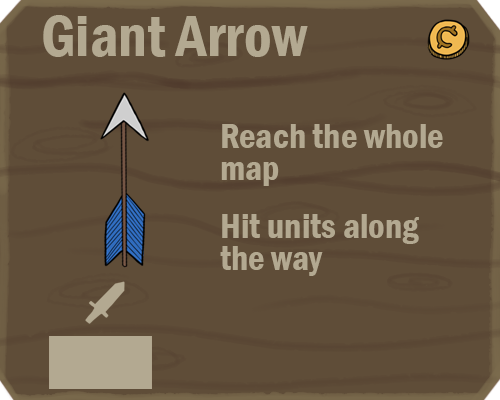 Giant Arrow
C
Reach the whole
map
Hit units along
the way